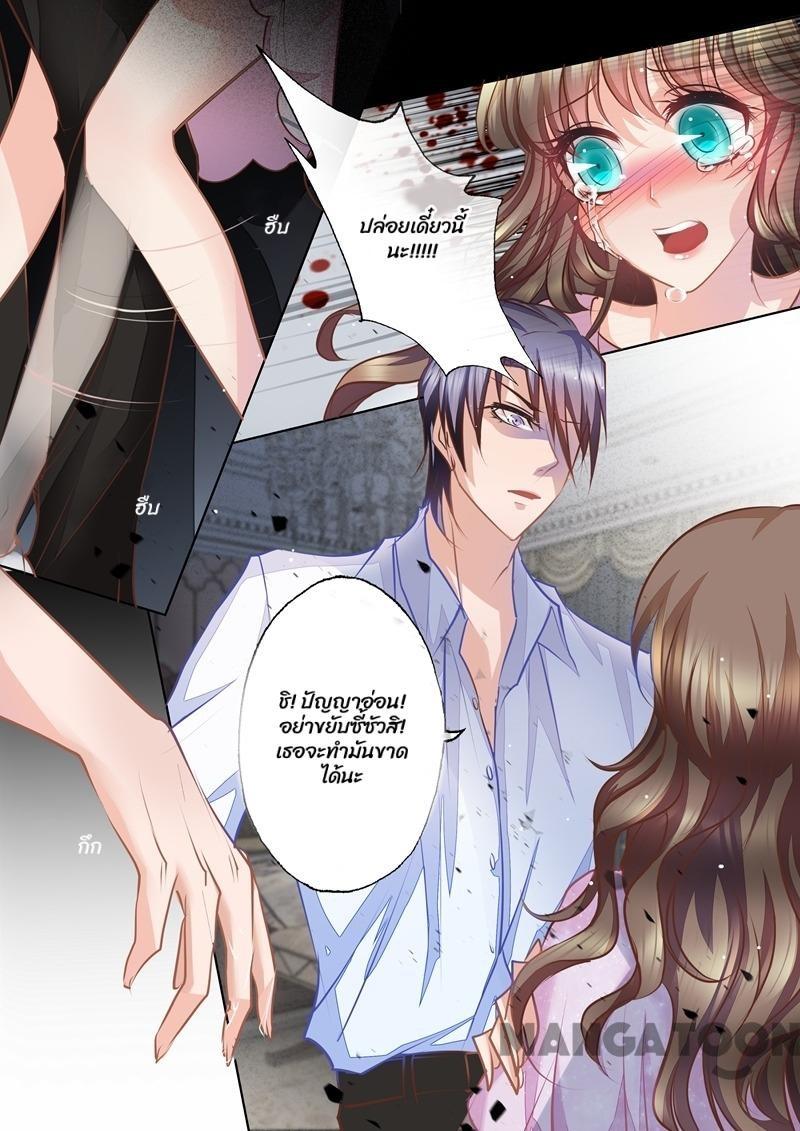 ฮึบ
ปล่อยเดี๋ยวนี้
นะ!!!!!
ฮึบ
ชิ! ปัญญาอ่อน!
อย่าขยับซี้ซัวสิ!
เธอจะทำมันขาด
ได้นะ
กึก
MANGATOON